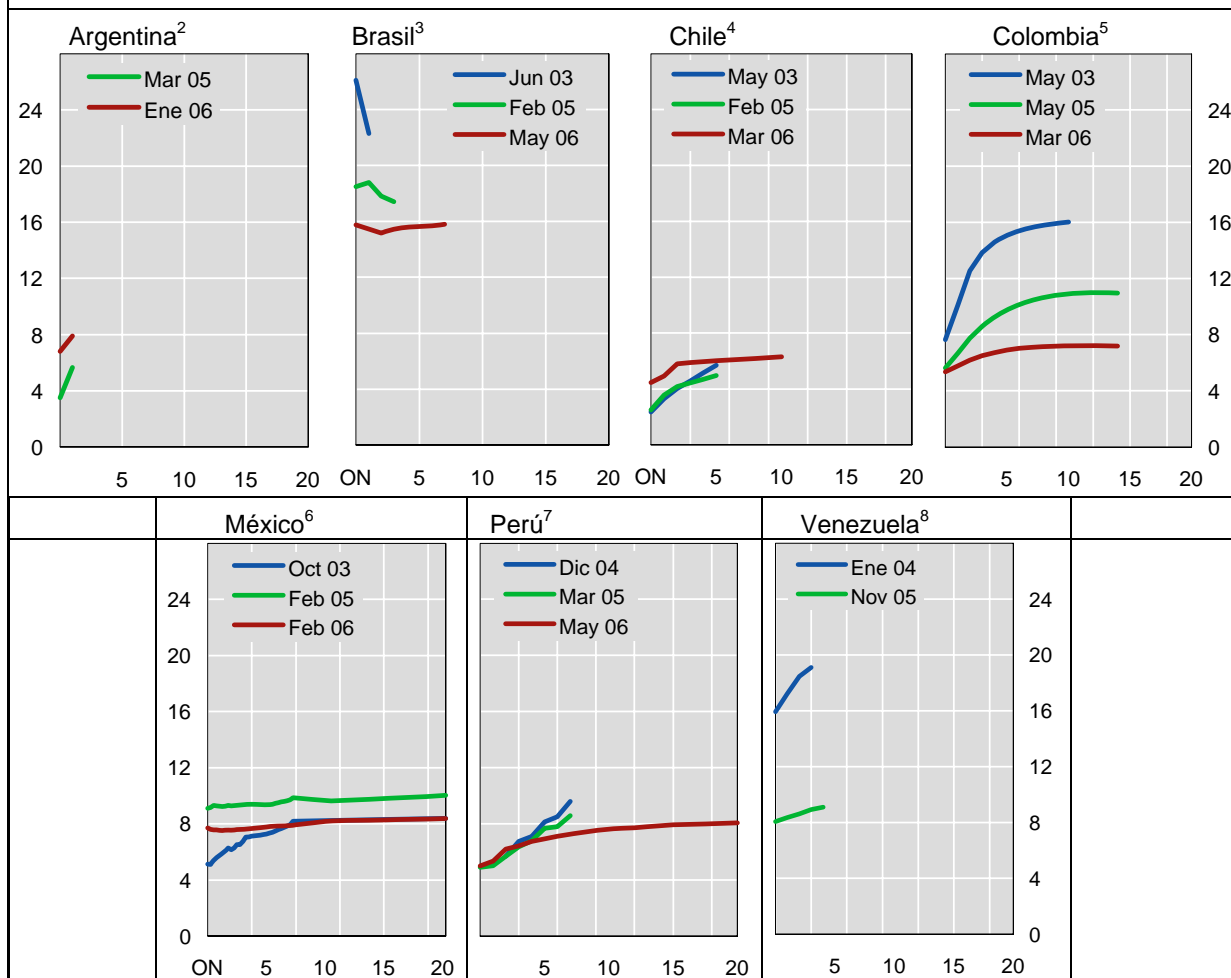 Argentina2
Brasil3
Chile4
Colombia5
Mar 05
Ene 06
Jun 03
Feb 05
May 06
May 03
Feb 05
Mar 06
May 03
May 05
Mar 06
24
20
16
12
8
4
0
24
20
16
12
8
4
0
5 10 15 20
ON 5 10 15 20
ON 5 10 15 20
5 10 15 20
México6
Perú7
Venezuela8
Oct 03
Feb 05
Feb 06
Dic 04
Mar 05
May 06
Ene 04
Nov 05
24
20
16
12
8
4
0
24
20
16
12
8
4
0
ON 5 10 15 20
5 10 15 20
5 10 15 20